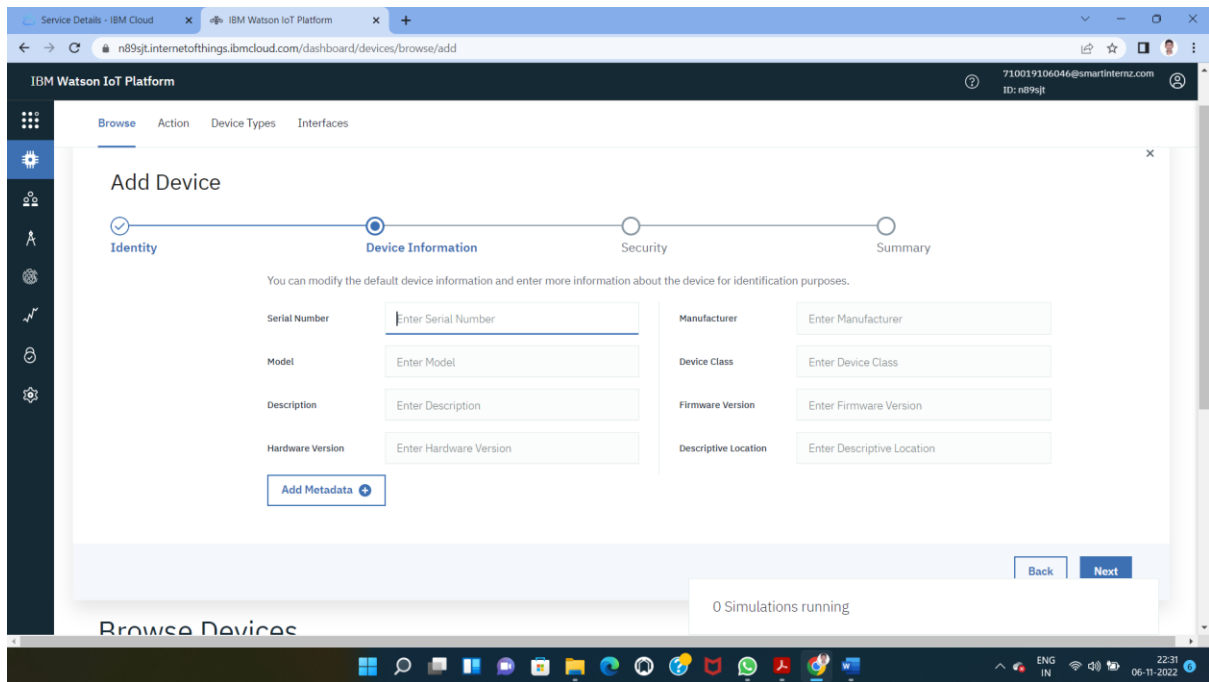 Service Details - IBM Cloud
IBM Watson IoT Platform
n89sjt.internetofthings.ibmcloud.com/dashboard/devices/browse/add
IBM Watson IoT Platform
710019106046@smartinternz.com
ID: n89sjt
Browse Action Device Types Interfaces
Add Device
Identity Device Information Security Summary
You can modify the default device information and enter more information about the device for identification purposes.
Serial Number Enter Serial Number Manufacturer Enter Manufacturer
Model Enter Model Device Class Enter Device Class
Description Enter Description Firmware Version Enter Firmware Version
Hardware Version Enter Hardware Version Descriptive Location Enter Descriptive Location
Add Metadata
Back Next
0 Simulations running
Browse Devices
ENG 22:31
IN 06-11-2022 6